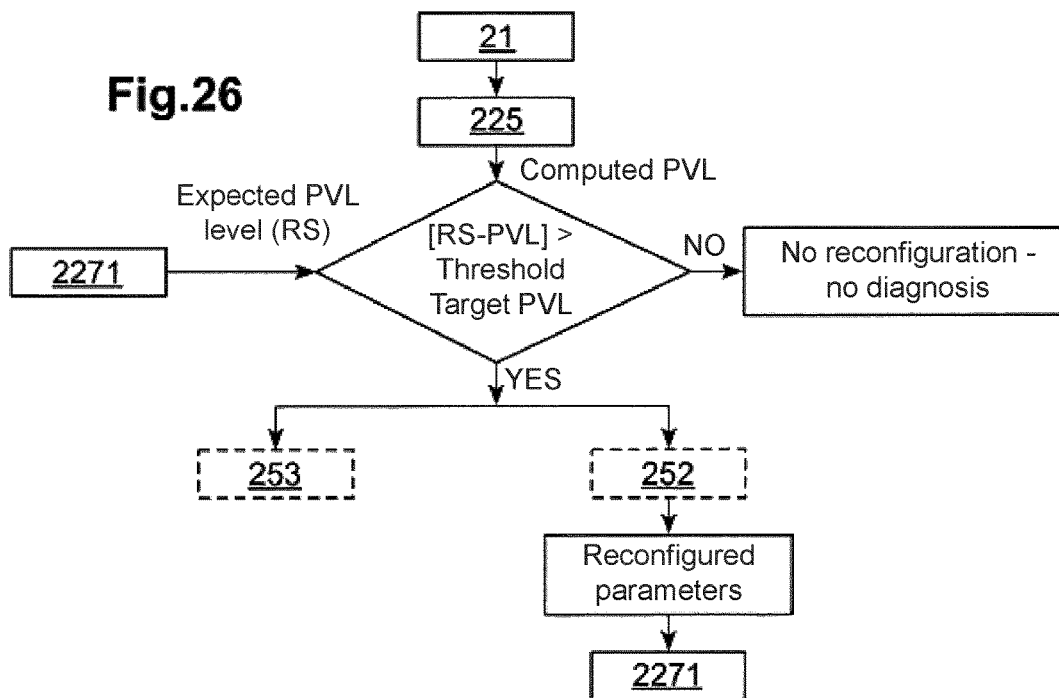 Fig.26
21
225
Computed PVL
Expected PVL
level (RS)
2271
[RS-PVL] >
Threshold
Target PVL
NO
No reconfiguration -
no diagnosis
YES
253
252
Reconfigured
parameters
2271